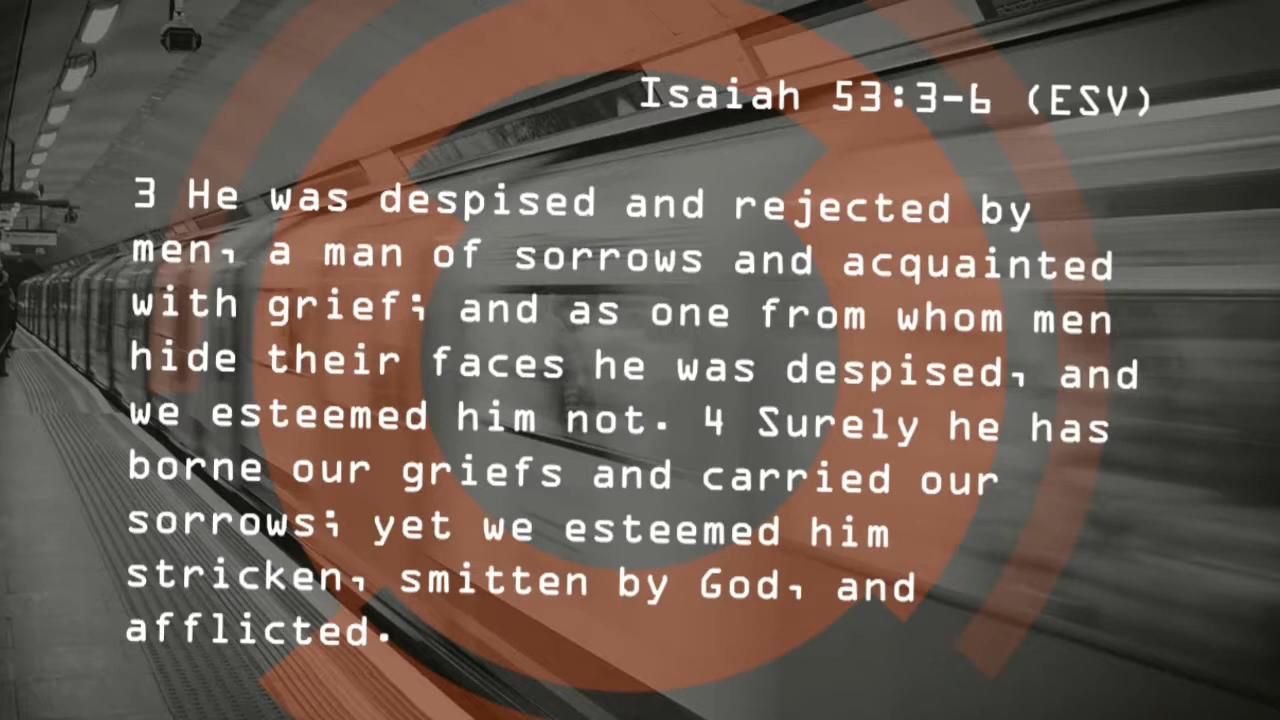 Isaiah 53:3-6 (ESV)
3 He was despised and rejected by
men, a man of sorrows and acquainted
with grief; and as one from whom men
hide their faces he was despised, and
we esteemed him not. 4 Surely he has
borne our griefs and carried our
sorrows; yet we esteemed him
stricken, smitten by God, and
afflicted.